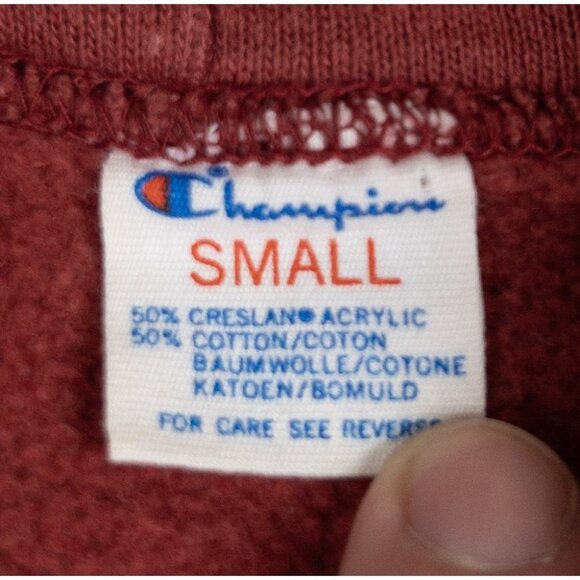 Champion
SMALL
50% CRESLAN® ACRYLIC
50% COTTON/COTON
BAUMWOLLE/COTONE
KATOEN/BOMULD
FOR CARE SEE REVERSE